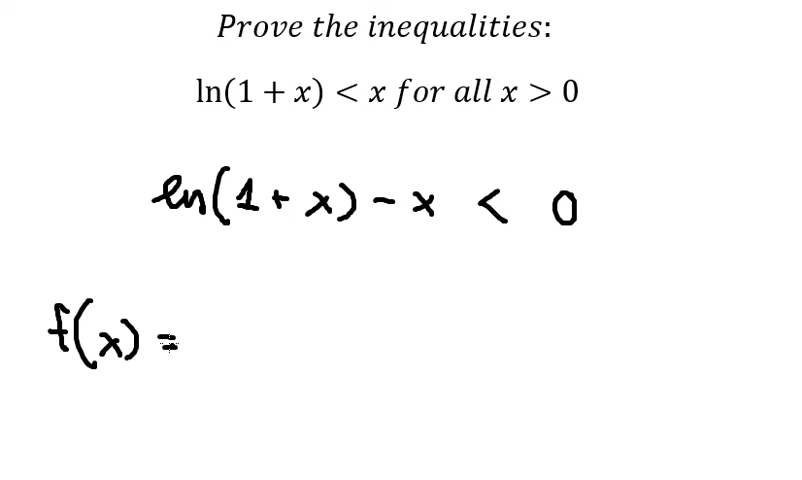 Prove the inequalities:
ln(1 + x) < x for all x > 0
ln(1 + x) - x < 0
f(x) =